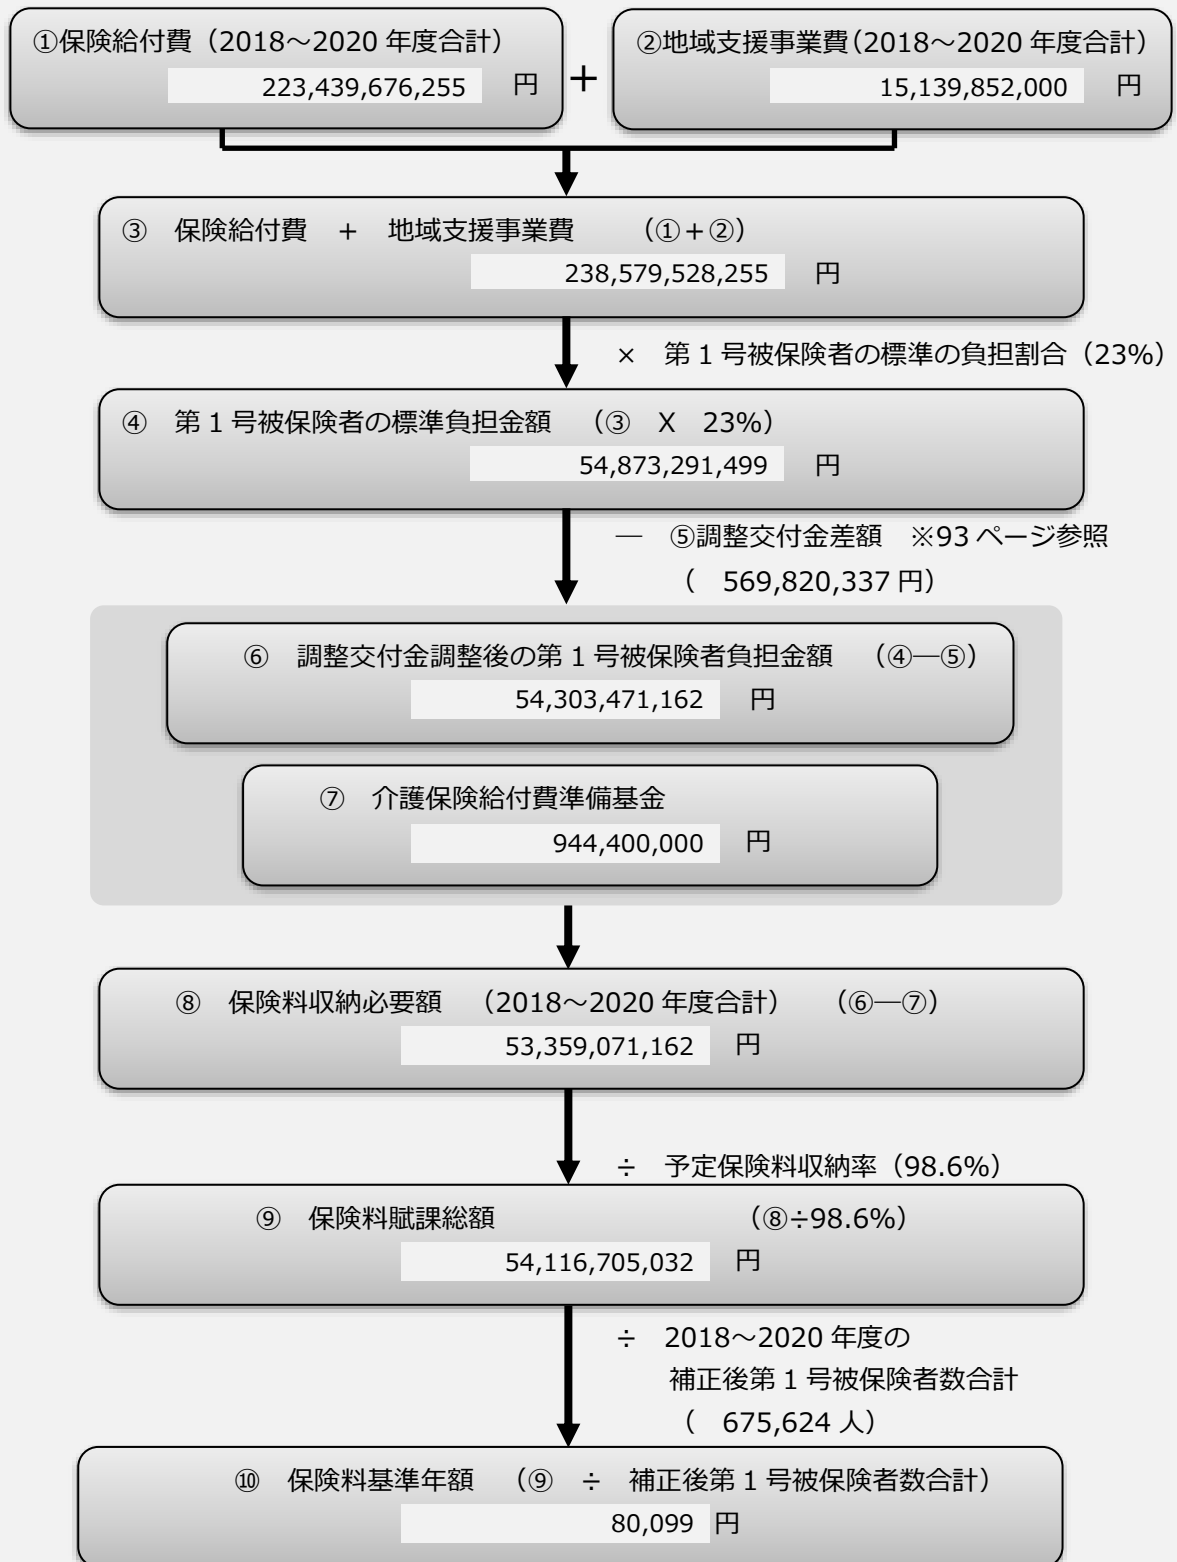 ①保険給付費（2018～2020 年度合計）
223,439,676,255 円
＋
②地域支援事業費（2018～2020 年度合計）
15,139,852,000 円
③ 保険給付費 + 地域支援事業費 （①＋②）
238,579,528,255 円
× 第１号被保険者の標準の負担割合（23%）
④ 第１号被保険者の標準負担金額 （③ X 23%）
54,873,291,499 円
― ⑤調整交付金差額 ※93 ページ参照
（ 569,820,337 円）
⑥ 調整交付金調整後の第１号被保険者負担金額 （④―⑤）
54,303,471,162 円
⑦ 介護保険給付費準備基金
944,400,000 円
⑧ 保険料収納必要額 （2018～2020 年度合計） （⑥―⑦）
53,359,071,162 円
÷ 予定保険料収納率（98.6%）
⑨ 保険料賦課総額 （⑧÷98.6%）
54,116,705,032 円
÷ 2018～2020 年度の
補正後第１号被保険者数合計
（ 675,624 人）
⑩ 保険料基準年額 （⑨ ÷ 補正後第１号被保険者数合計）
80,099 円